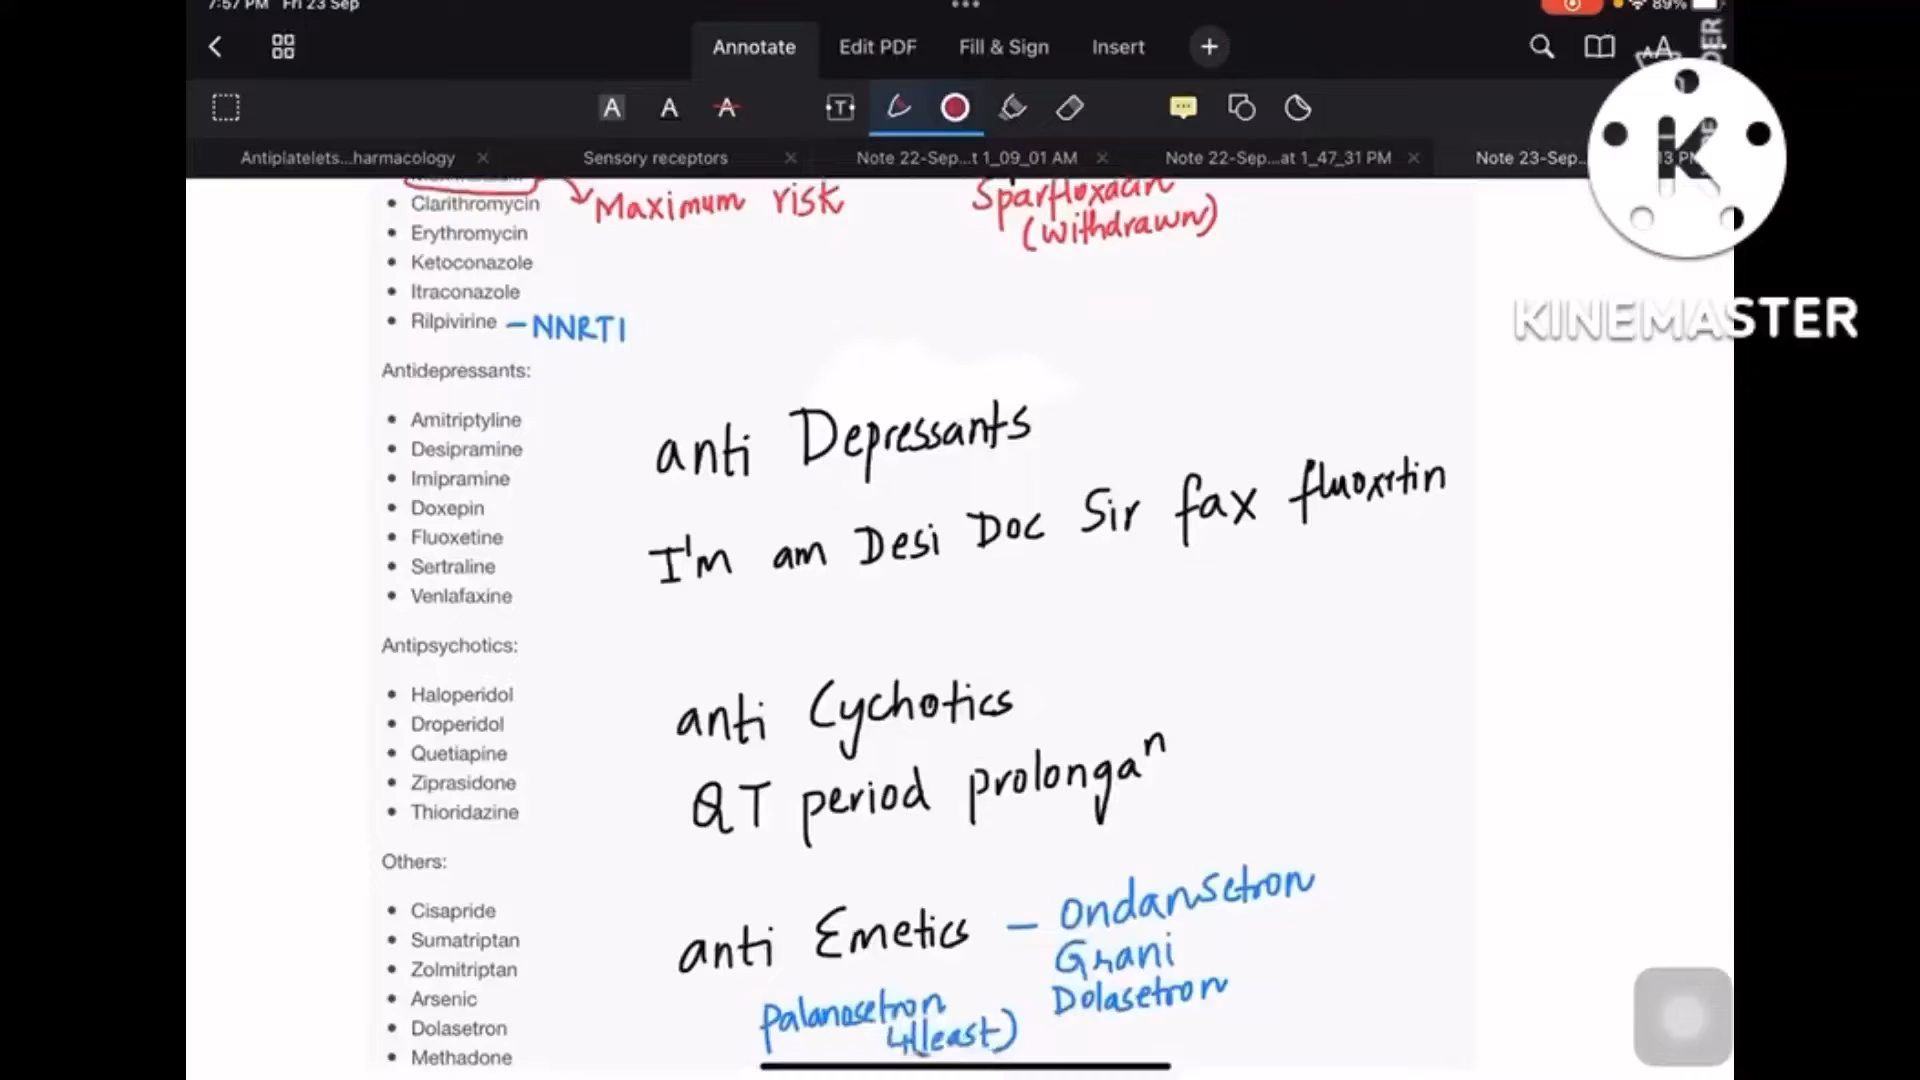 7:57 PM Fri 23 Sep
89%
Annotate Edit PDF Fill & Sign Insert
Antiplatelets...harmacology Sensory receptors Note 22-Sep...t 1_09_01 AM Note 22-Sep...at 1_47_31 PM Note 23-Sep...
KINEMASTER
Clarithromycin
Maximum risk
Sparfloxacin
(withdrawn)
Erythromycin
Ketoconazole
Itraconazole
Rilpivirine – NNRTI
Antidepressants:
Amitriptyline
Desipramine
Imipramine
Doxepin
Fluoxetine
Sertraline
Venlafaxine
anti Depressants
I'm am Desi Doc Sir fax fluoxrtin
Antipsychotics:
Haloperidol
Droperidol
Quetiapine
Ziprasidone
Thioridazine
anti Cychotics
QT period prolongaⁿ
Others:
Cisapride
Sumatriptan
Zolmitriptan
Arsenic
Dolasetron
Methadone
anti Emetics – Ondansetron
Grani
Dolasetron
Palanosetron
(least)